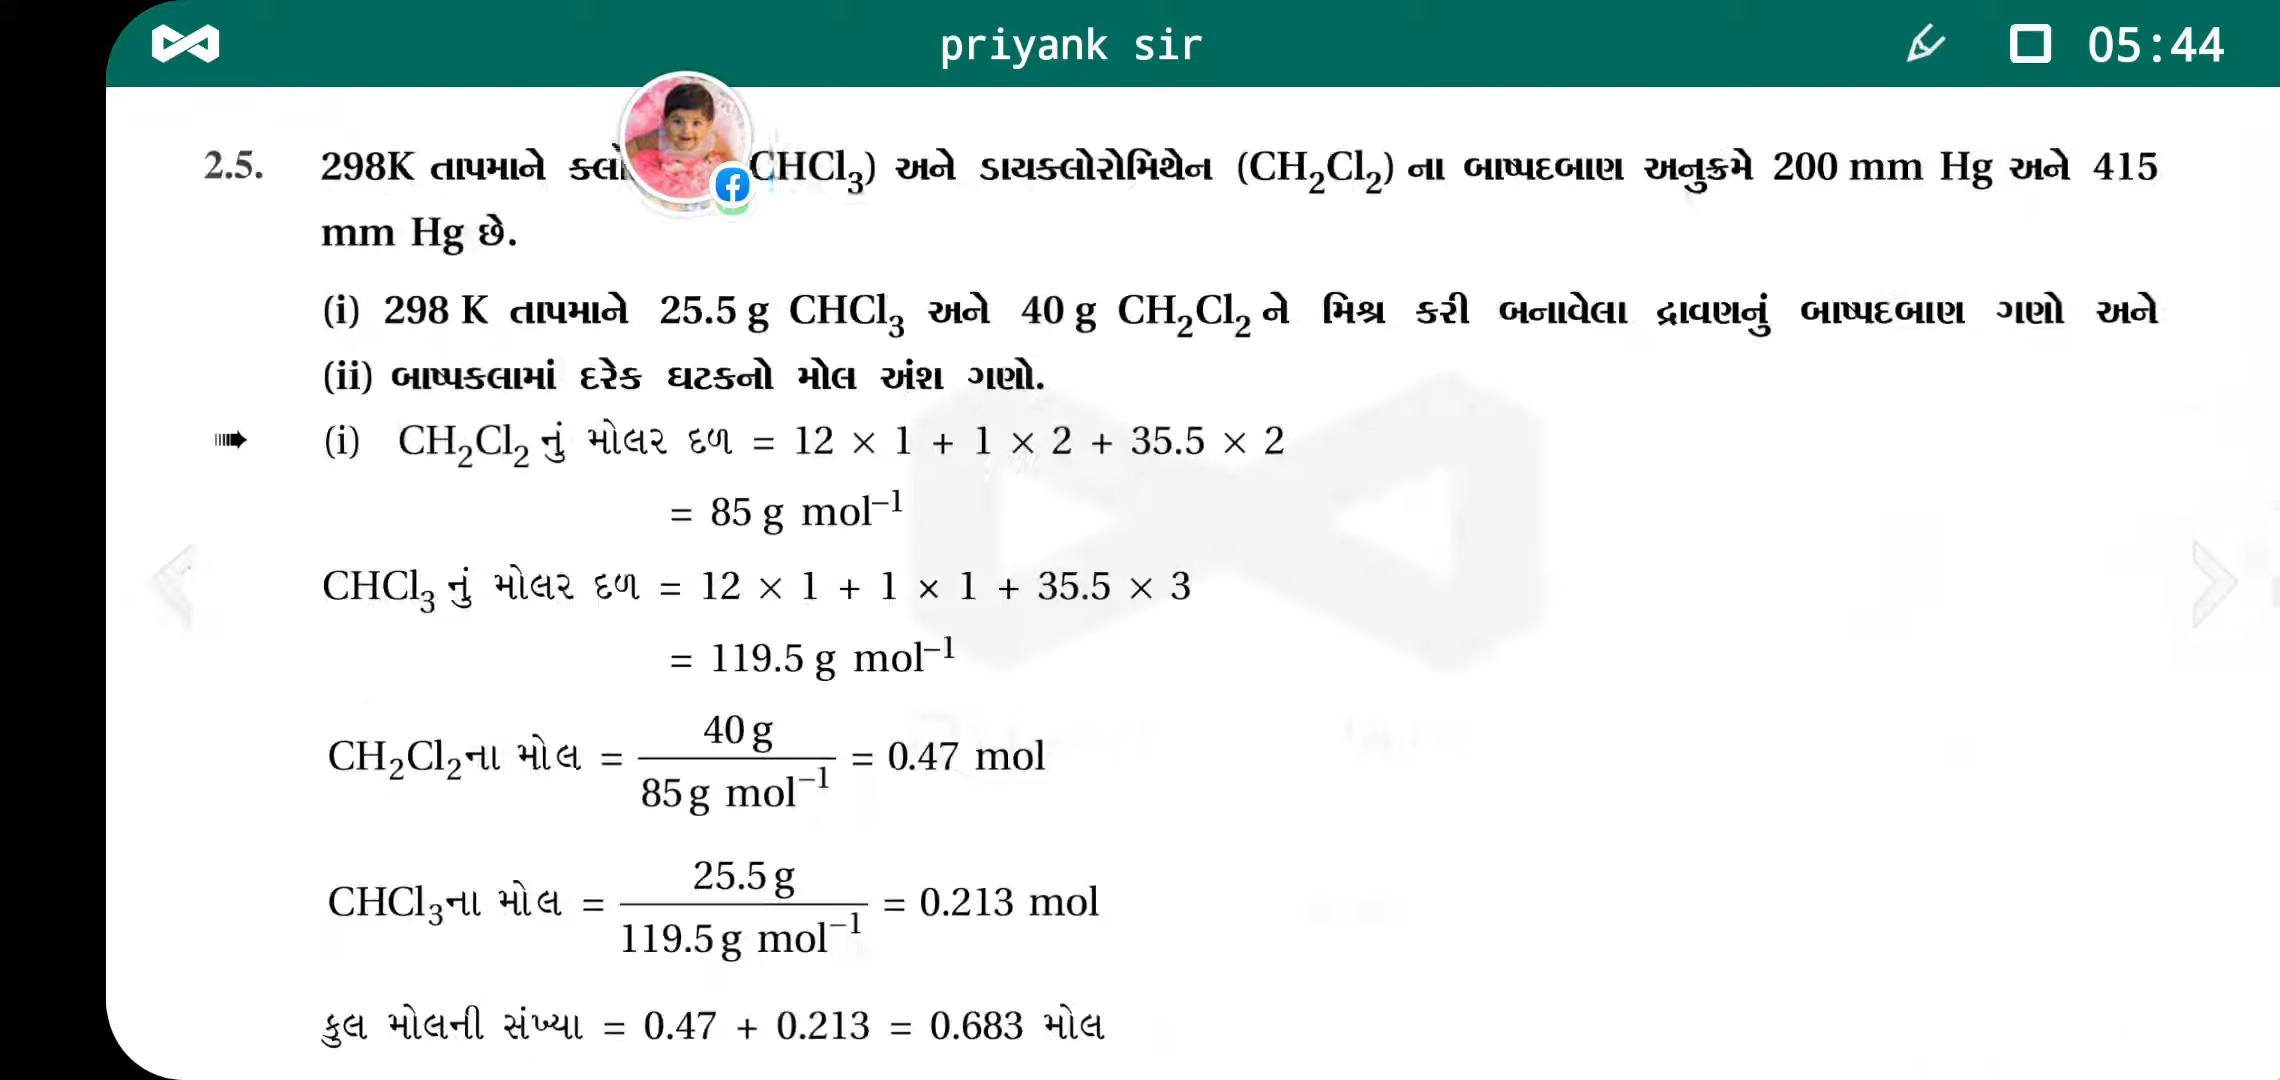 priyank sir 05:44
2.5. 298K તાપમાને CHCl₃) અને ડાયક્લોરોમિથેન (CH₂Cl₂) ના બાષ્પદબાણ અનુક્રમે 200 mm Hg અને 415
mm Hg છે.
(i) 298 K તાપમાને 25.5 g CHCl₃ અને 40 g CH₂Cl₂ ને મિશ્ર કરી બનાવેલા દ્રાવણનું બાષ્પદબાણ ગણો અને
(ii) બાષ્પકલામાં દરેક ઘટકનો મોલ અંશ ગણો.
➠ (i) CH₂Cl₂ નું મોલર દળ = 12 × 1 + 1 × 2 + 35.5 × 2
= 85 g mol⁻¹
CHCl₃ નું મોલર દળ = 12 × 1 + 1 × 1 + 35.5 × 3
= 119.5 g mol⁻¹
CH₂Cl₂ના મોલ = 40 g / 85 g mol⁻¹ = 0.47 mol
CHCl₃ના મોલ = 25.5 g / 119.5 g mol⁻¹ = 0.213 mol
કુલ મોલની સંખ્યા = 0.47 + 0.213 = 0.683 મોલ